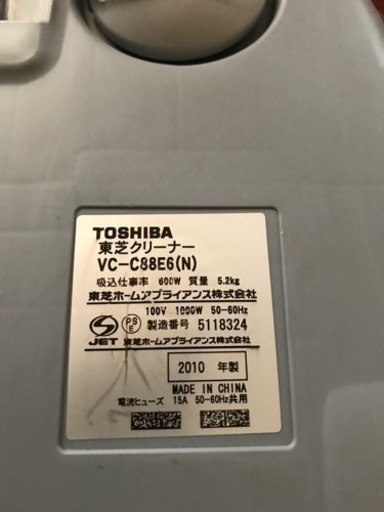 TOSHIBA
東芝クリーナー
VC-C88E6(N)
吸込仕事率 600W 質量 5.2kg
東芝ホームアプライアンス株式会社
100V 1000W 50-60Hz
S JET PS E 製造番号 5118324
東芝ホームアプライアンス株式会社
2010 年製
MADE IN CHINA
電流ヒューズ 15A 50-60Hz共用